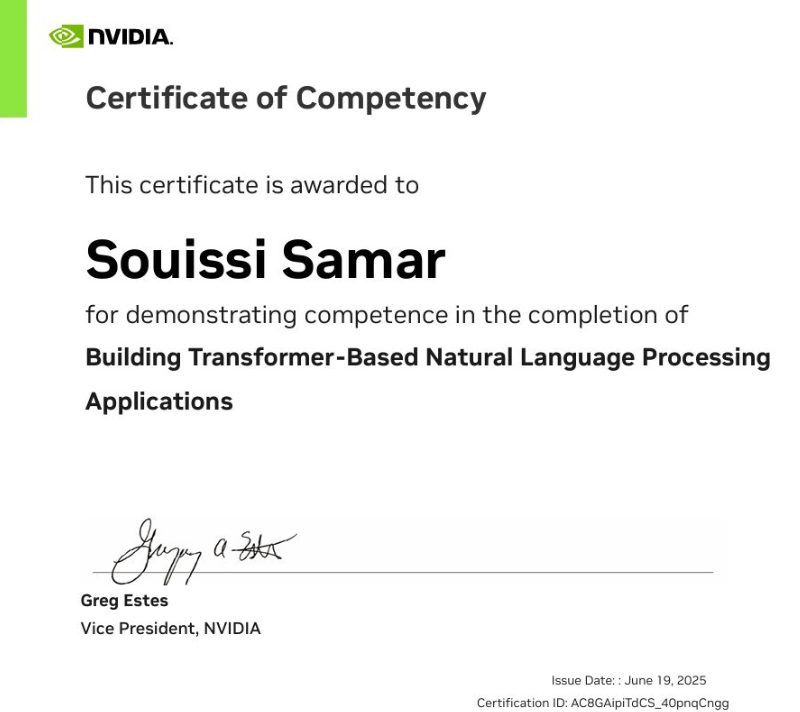 NVIDIA.
Certificate of Competency
This certificate is awarded to
Souissi Samar
for demonstrating competence in the completion of
Building Transformer-Based Natural Language Processing
Applications
Gregory A Estes
Greg Estes
Vice President, NVIDIA
Issue Date: : June 19, 2025
Certification ID: AC8GAipiTdCS_40pnqCngg